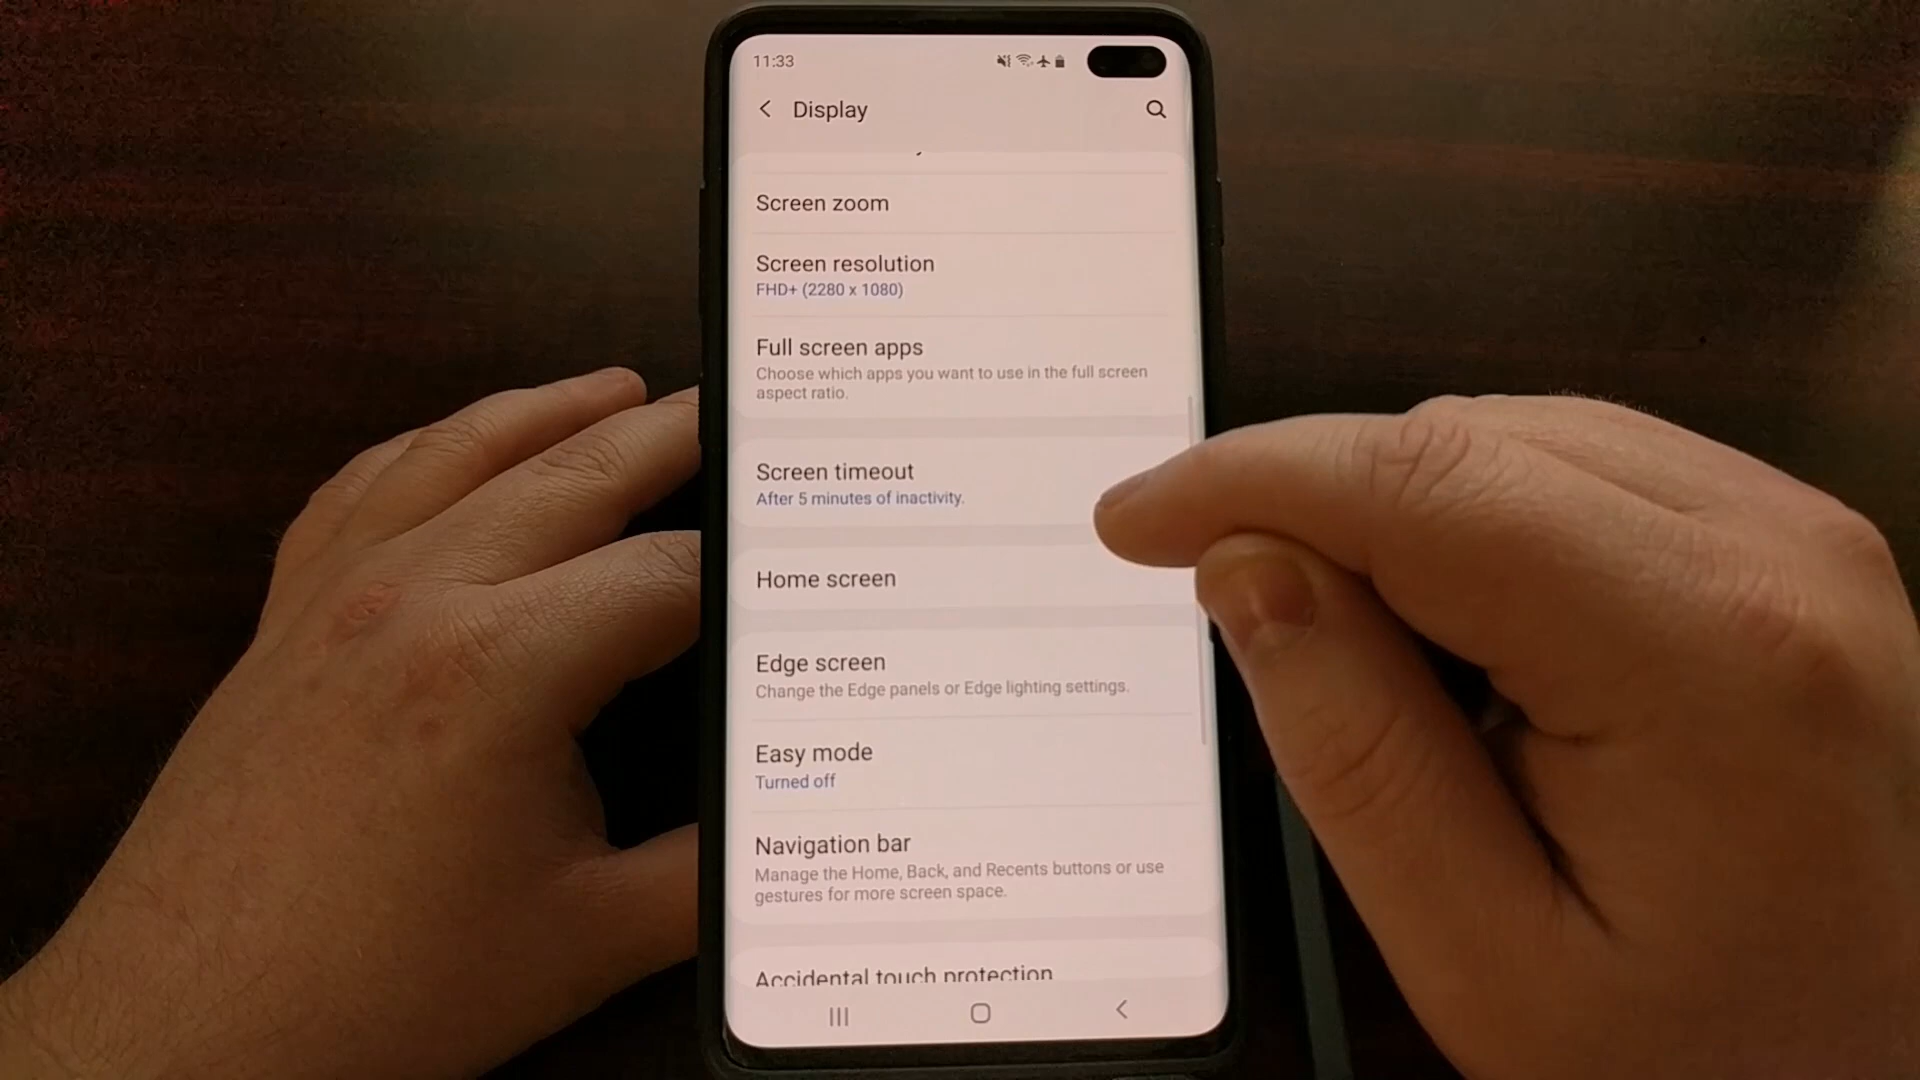 11:33
Display
Screen zoom
Screen resolution
FHD+ (2280 x 1080)
Full screen apps
Choose which apps you want to use in the full screen
aspect ratio.
Screen timeout
After 5 minutes of inactivity.
Home screen
Edge screen
Change the Edge panels or Edge lighting settings.
Easy mode
Turned off
Navigation bar
Manage the Home, Back, and Recents buttons or use
gestures for more screen space.
Accidental touch protection